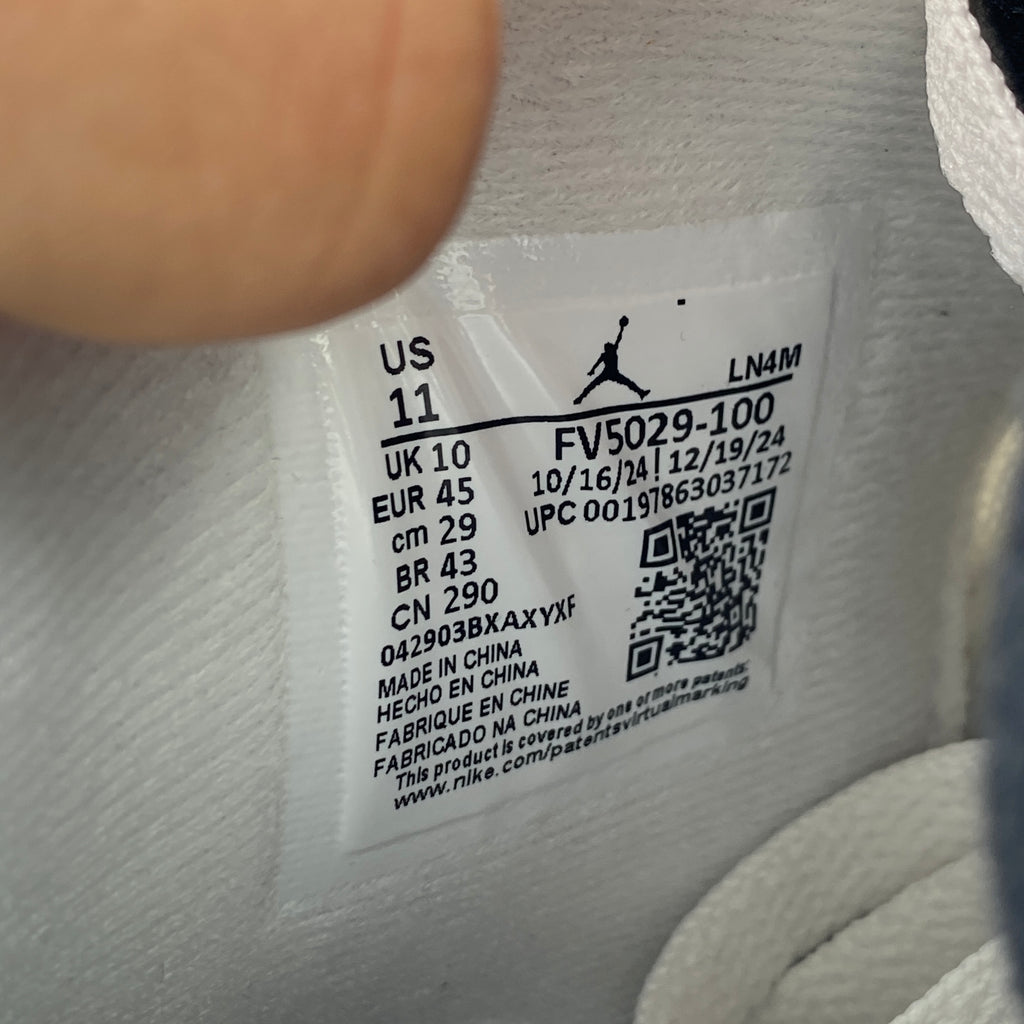 US
11
LN4M
UK 10
EUR 45
cm 29
BR 43
CN 290
FV5029-100
10/16/24 | 12/19/24
UPC 00197863037172
042903BXAXYXF
MADE IN CHINA
HECHO EN CHINA
FABRIQUE EN CHINE
FABRICADO NA CHINA
This product is covered by one or more patents:
www.nike.com/patentsvirtualmarking